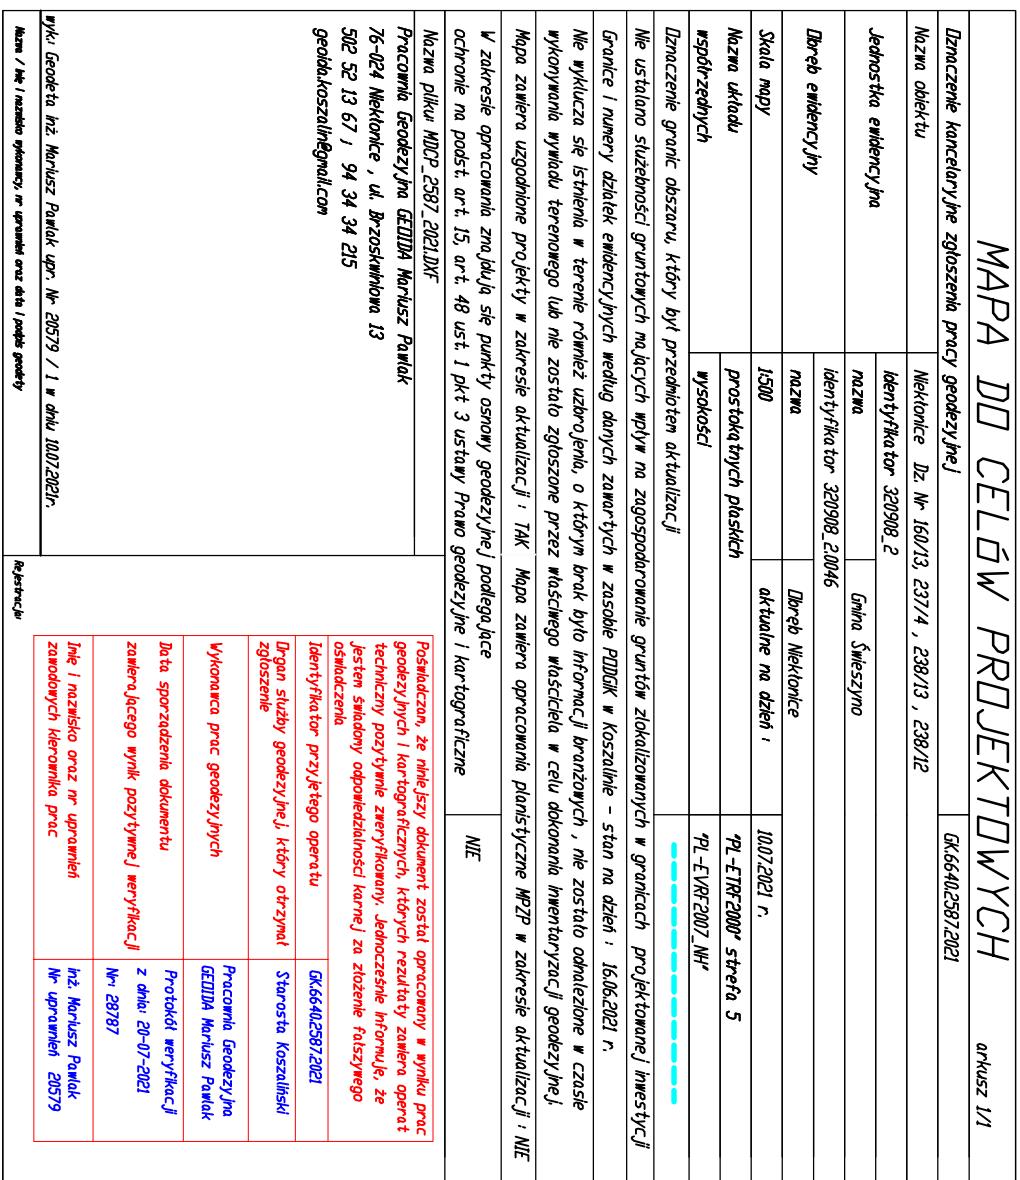 MAPA DO CELÓW PROJEKTOWYCH arkusz 1/1
Oznaczenie kancelaryjne zgłoszenia pracy geodezyjnej GK.6640.2587.2021
Nazwa obiektu Niekłonice Dz. Nr 160/13, 237/4 , 238/13 , 238/12
Jednostka ewidencyjna identyfikator 320908_2
nazwa Gmina Świeszyno
Obręb ewidencyjny identyfikator 320908_2.0046
nazwa Obręb Niekłonice
Skala mapy 1:500 aktualne na dzień : 10.07.2021 r.
Nazwa układu
współrzędnych
prostokątnych płaskich "PL-ETRF2000" strefa 5
wysokości "PL-EVRF2007_NH"
Oznaczenie granic obszaru, który był przedmiotem aktualizacji
Nie ustalano służebności gruntowych mających wpływ na zagospodarowanie gruntów zlokalizowanych w granicach projektowanej inwestycji
Granice i numery działek ewidencyjnych według danych zawartych w zasobie PODGiK w Koszalinie - stan na dzień : 16.06.2021 r.
Nie wyklucza się istnienia w terenie również uzbrojenia, o którym brak było informacji branżowych , nie zostało odnalezione w czasie
wykonywania wywiadu terenowego lub nie zostało zgłoszone przez właściwego właściciela w celu dokonania inwentaryzacji geodezyjnej.
Mapa zawiera uzgodnione projekty w zakresie aktualizacji : TAK Mapa zawiera opracowania planistyczne MPZP w zakresie aktualizacji : NIE
W zakresie opracowania znajdują się punkty osnowy geodezyjnej podlegające
ochronie na podst. art. 15, art. 48 ust. 1 pkt 3 ustawy Prawo geodezyjne i kartograficzne NIE
Nazwa pliku: MDCP_2587_2021.DXF
Pracownia Geodezyjna GEOIDA Mariusz Pawlak
76-024 Niekłonice , ul. Brzoskwiniowa 13
502 52 13 67 , 94 34 34 215
geoida.koszalin@gmail.com
wyk.: Geodeta inż. Mariusz Pawlak upr. Nr 20579 / 1 w dniu 10.07.2021r.
Nazwa / Imię i nazwisko wykonawcy, nr uprawnień oraz data i podpis geodety
Poświadczam, że niniejszy dokument został opracowany w wyniku prac
geodezyjnych i kartograficznych, których rezultaty zawiera operat
techniczny pozytywnie zweryfikowany. Jednocześnie informuję, że
jestem świadomy odpowiedzialności karnej za złożenie fałszywego
oświadczenia
Identyfikator przyjętego operatu GK.6640.2587.2021
Organ służby geodezyjnej, który otrzymał
zgłoszenie
Starosta Koszaliński
Wykonawca prac geodezyjnych
Pracownia Geodezyjna
GEOIDA Mariusz Pawlak
Data sporządzenia dokumentu
zawierającego wynik pozytywnej weryfikacji
Protokół weryfikacji
z dnia: 20-07-2021
Nr: 28787
Imię i nazwisko oraz nr uprawnień
zawodowych kierownika prac
inż. Mariusz Pawlak
Nr uprawnień 20579
Rejestracja: